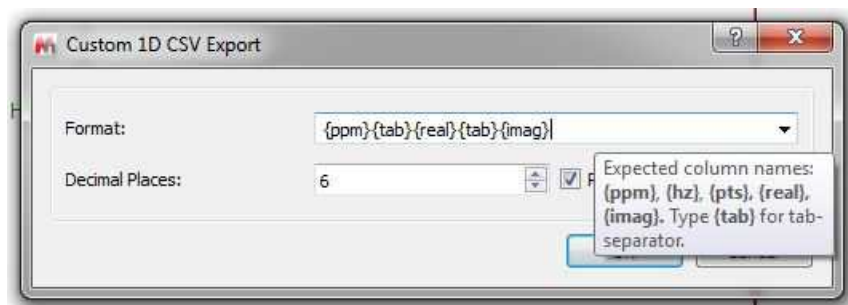 Custom 1D CSV Export
Format:
{ppm}{tab}{real}{tab}{imag}
Decimal Places:
6
Expected column names:
{ppm}, {hz}, {pts}, {real},
{imag}. Type {tab} for tab-
separator.